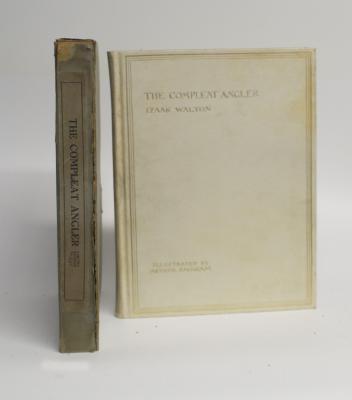 THE COMPLEAT ANGLER
THE COMPLEAT ANGLER
IZAAK WALTON
ILLUSTRATED BY
ARTHUR RACKHAM